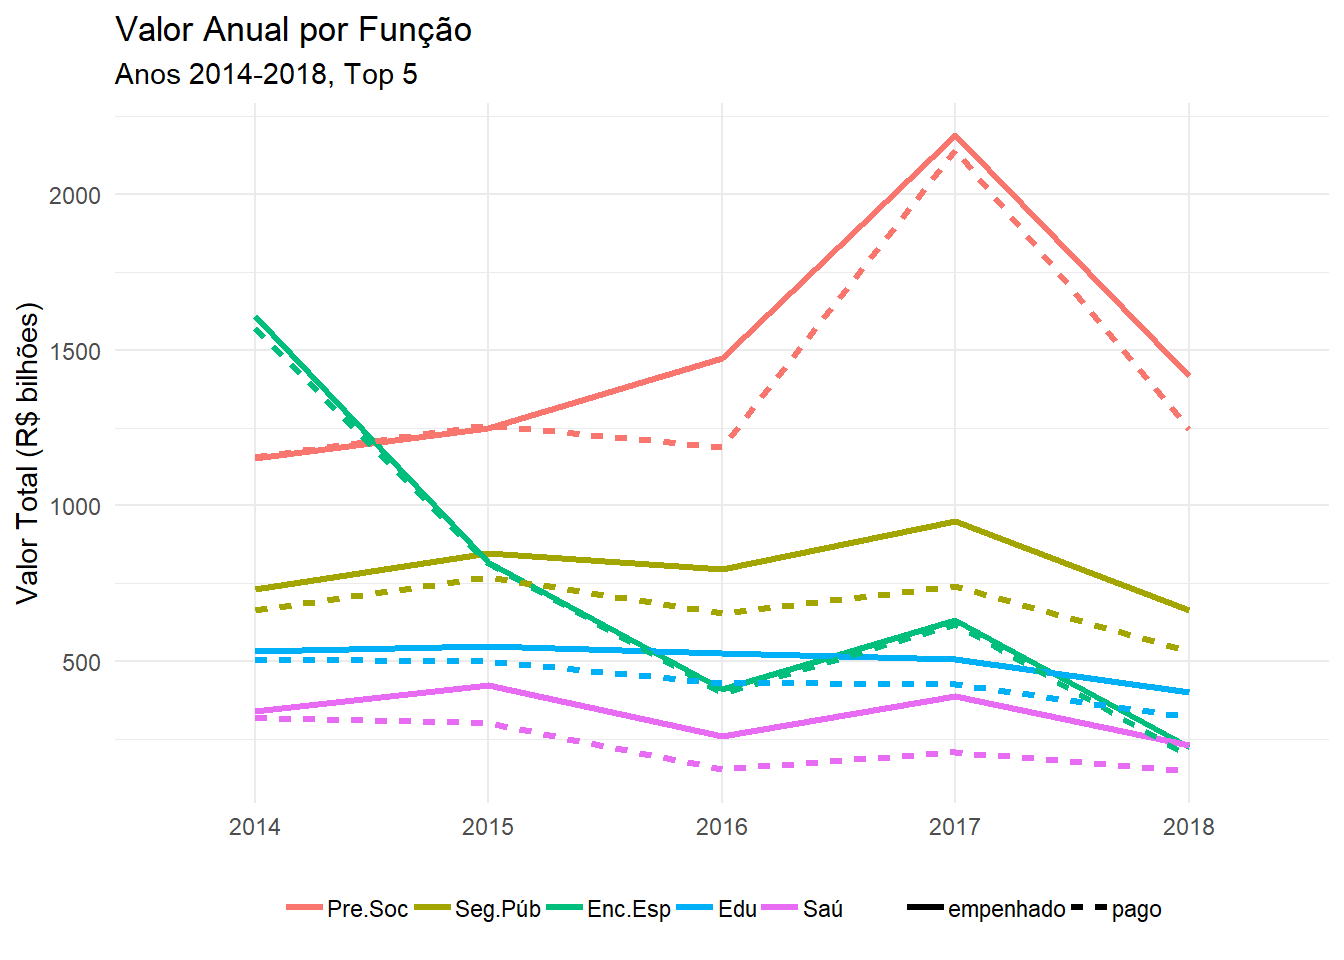 Valor Anual por Função
Anos 2014-2018, Top 5
Valor Total (R$ bilhões)
2000
1500
1000
500
2014 2015 2016 2017 2018
Pre.Soc Seg.Púb Enc.Esp Edu Saú empenhado pago